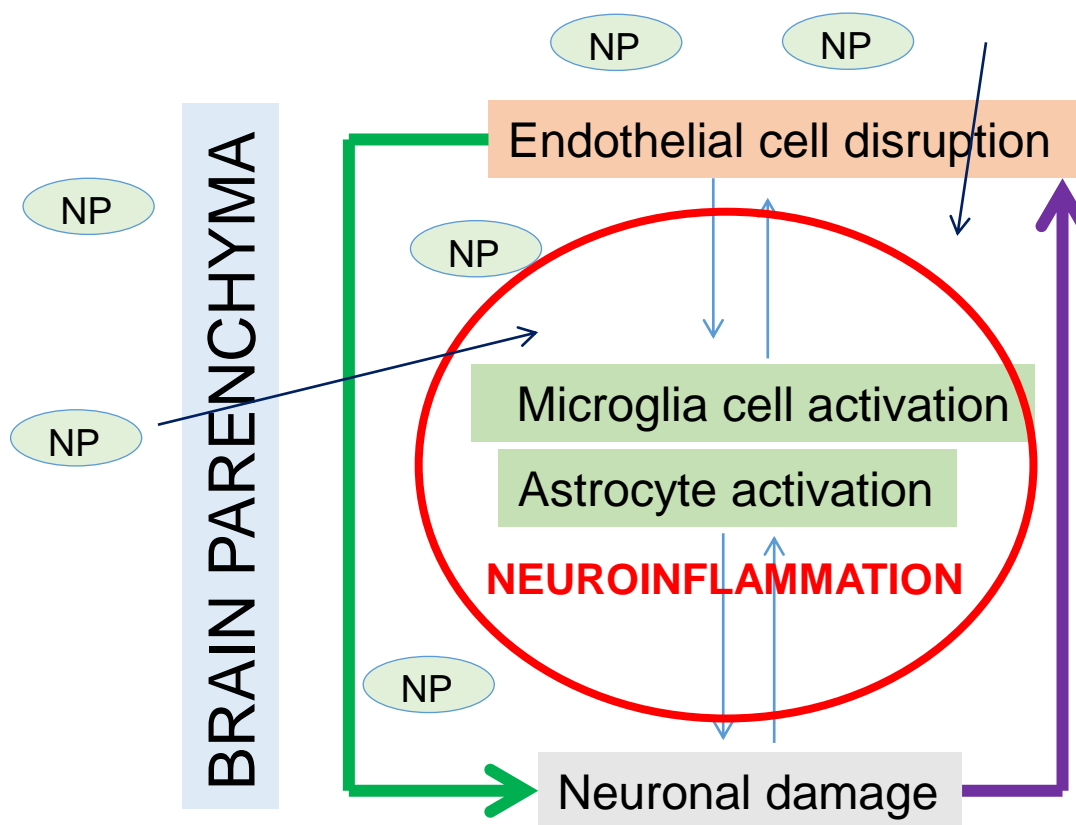 NP
NP
Endothelial cell disruption
NP
NP
BRAIN PARENCHYMA
Microglia cell activation
NP
Astrocyte activation
NEUROINFLAMMATION
NP
Neuronal damage